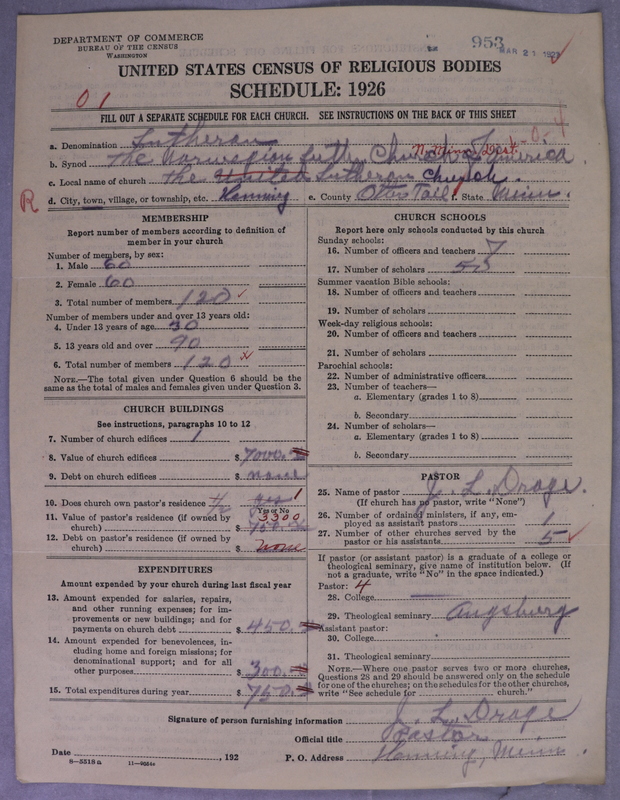 DEPARTMENT OF COMMERCE
BUREAU OF THE CENSUS
WASHINGTON
953
MAR 21 192
UNITED STATES CENSUS OF RELIGIOUS BODIES
SCHEDULE: 1926
01
FILL OUT A SEPARATE SCHEDULE FOR EACH CHURCH. SEE INSTRUCTIONS ON THE BACK OF THIS SHEET
0-4
a. Denomination Lutheran
N. Minn. Dist.
b. Synod The Norwegian Luth. Church of America
c. Local name of church The United Lutheran Church.
R
d. City, town, village, or township, etc. Henning e. County Otter Tail f. State Minn.
MEMBERSHIP
Report number of members according to definition of member in your church
Number of members, by sex:
1. Male 60
2. Female 60
3. Total number of members 120
Number of members under and over 13 years old:
4. Under 13 years of age 30
5. 13 years old and over 90
6. Total number of members 120
NOTE.—The total given under Question 6 should be the same as the total of males and females given under Question 3.
CHURCH BUILDINGS
See instructions, paragraphs 10 to 12
7. Number of church edifices 1
8. Value of church edifices $ 7000.
9. Debt on church edifices $ none
10. Does church own pastor's residence yes 1
Yes or No
3300
11. Value of pastor's residence (if owned by church) $
12. Debt on pastor's residence (if owned by church) $ None
EXPENDITURES
Amount expended by your church during last fiscal year
13. Amount expended for salaries, repairs, and other running expenses; for improvements or new buildings; and for payments on church debt $ 450.
14. Amount expended for benevolences, including home and foreign missions; for denominational support; and for all other purposes $ 300.
15. Total expenditures during year $ 750.
CHURCH SCHOOLS
Report here only schools conducted by this church
Sunday schools:
16. Number of officers and teachers 7
17. Number of scholars 50
Summer vacation Bible schools:
18. Number of officers and teachers
19. Number of scholars
Week-day religious schools:
20. Number of officers and teachers
21. Number of scholars
Parochial schools:
22. Number of administrative officers
23. Number of teachers—
a. Elementary (grades 1 to 8)
b. Secondary
24. Number of scholars—
a. Elementary (grades 1 to 8)
b. Secondary
PASTOR
25. Name of pastor J. L. Drage.
(If church has no pastor, write "None")
26. Number of ordained ministers, if any, employed as assistant pastors 1
27. Number of other churches served by the pastor or his assistants 5
If pastor (or assistant pastor) is a graduate of a college or theological seminary, give name of institution below. (If not a graduate, write "No" in the space indicated.)
Pastor: 4
28. College
29. Theological seminary Augsburg
Assistant pastor:
30. College
31. Theological seminary
NOTE.—Where one pastor serves two or more churches, Questions 28 and 29 should be answered only on the schedule for one of the churches; on the schedules for the other churches, write "See schedule for church."
Signature of person furnishing information J. L. Drage
Official title Pastor
Date , 192 P. O. Address Henning, Minn.
8—5518 a